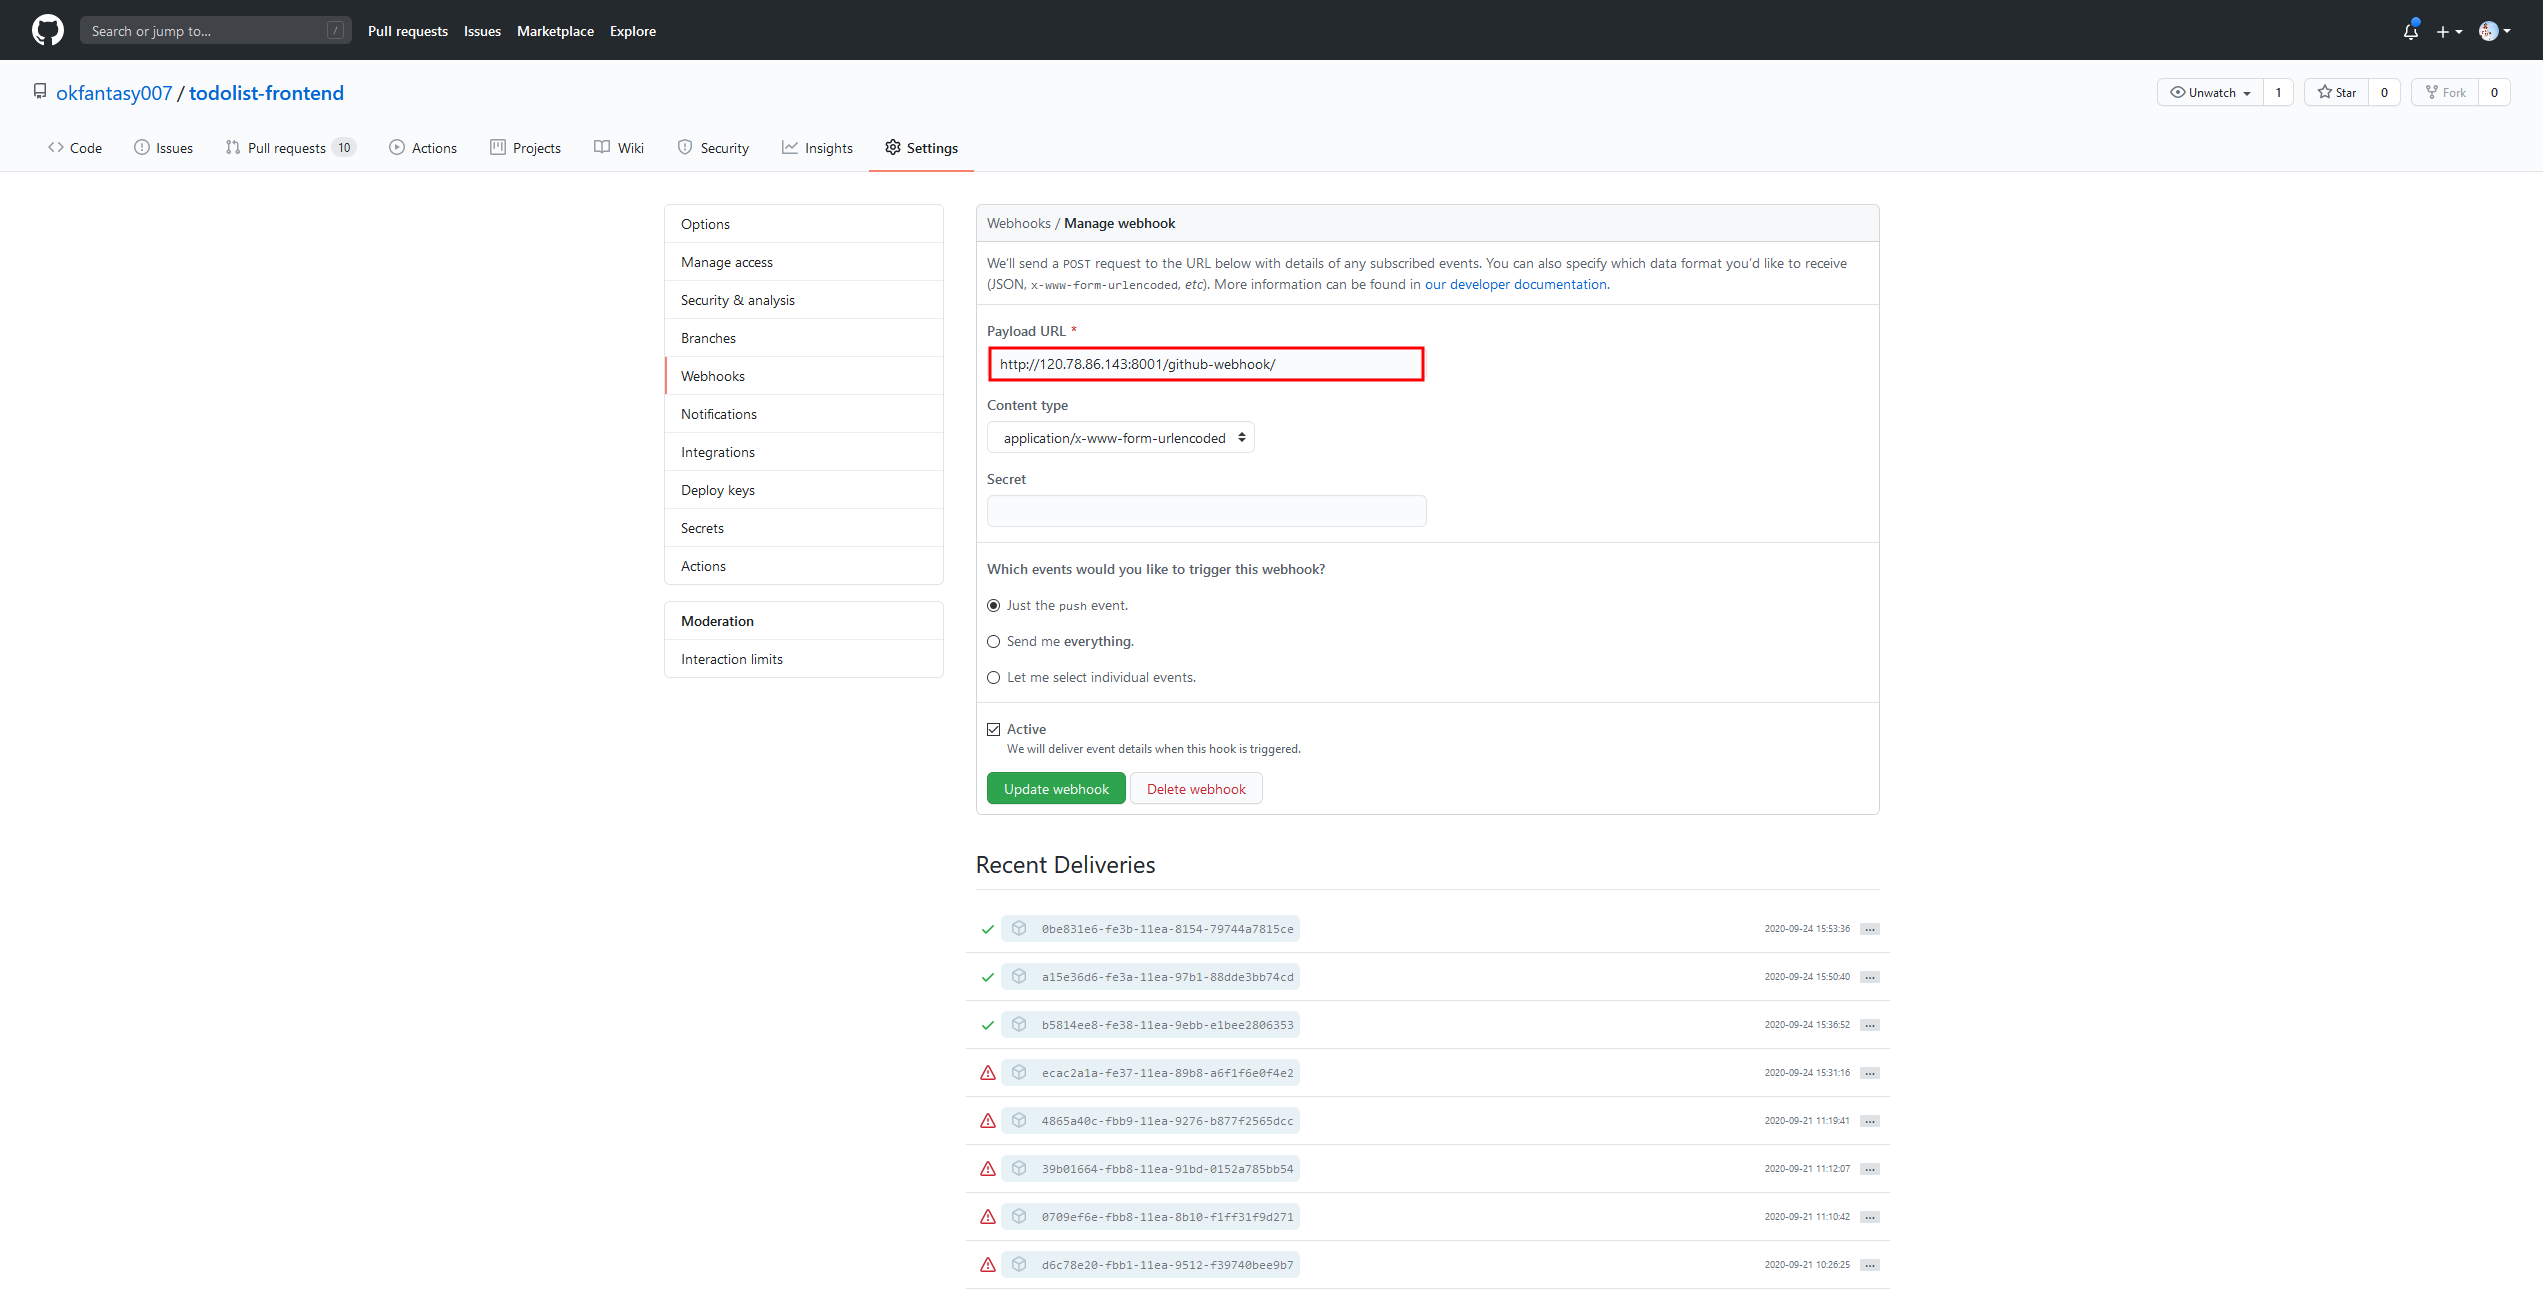 Search or jump to... / Pull requests Issues Marketplace Explore
okfantasy007 / todolist-frontend Unwatch 1 Star 0 Fork 0
Code Issues Pull requests 10 Actions Projects Wiki Security Insights Settings
Options
Manage access
Security & analysis
Branches
Webhooks
Notifications
Integrations
Deploy keys
Secrets
Actions
Moderation
Interaction limits
Webhooks / Manage webhook
We'll send a POST request to the URL below with details of any subscribed events. You can also specify which data format you'd like to receive
(JSON, x-www-form-urlencoded, etc). More information can be found in our developer documentation.
Payload URL *
http://120.78.86.143:8001/github-webhook/
Content type
application/x-www-form-urlencoded
Secret
Which events would you like to trigger this webhook?
Just the push event.
Send me everything.
Let me select individual events.
Active
We will deliver event details when this hook is triggered.
Update webhook Delete webhook
Recent Deliveries
0be831e6-fe3b-11ea-8154-79744a7815ce 2020-09-24 15:53:36 ...
a15e36d6-fe3a-11ea-97b1-88dde3bb74cd 2020-09-24 15:50:40 ...
b5814ee8-fe38-11ea-9ebb-e1bee2806353 2020-09-24 15:36:52 ...
ecac2a1a-fe37-11ea-89b8-a6f1f6e0f4e2 2020-09-24 15:31:16 ...
4865a40c-fbb9-11ea-9276-b877f2565dcc 2020-09-21 11:19:41 ...
39b01664-fbb8-11ea-91bd-0152a785bb54 2020-09-21 11:12:07 ...
0709ef6e-fbb8-11ea-8b10-f1ff31f9d271 2020-09-21 11:10:42 ...
d6c78e20-fbb1-11ea-9512-f39740bee9b7 2020-09-21 10:26:25 ...